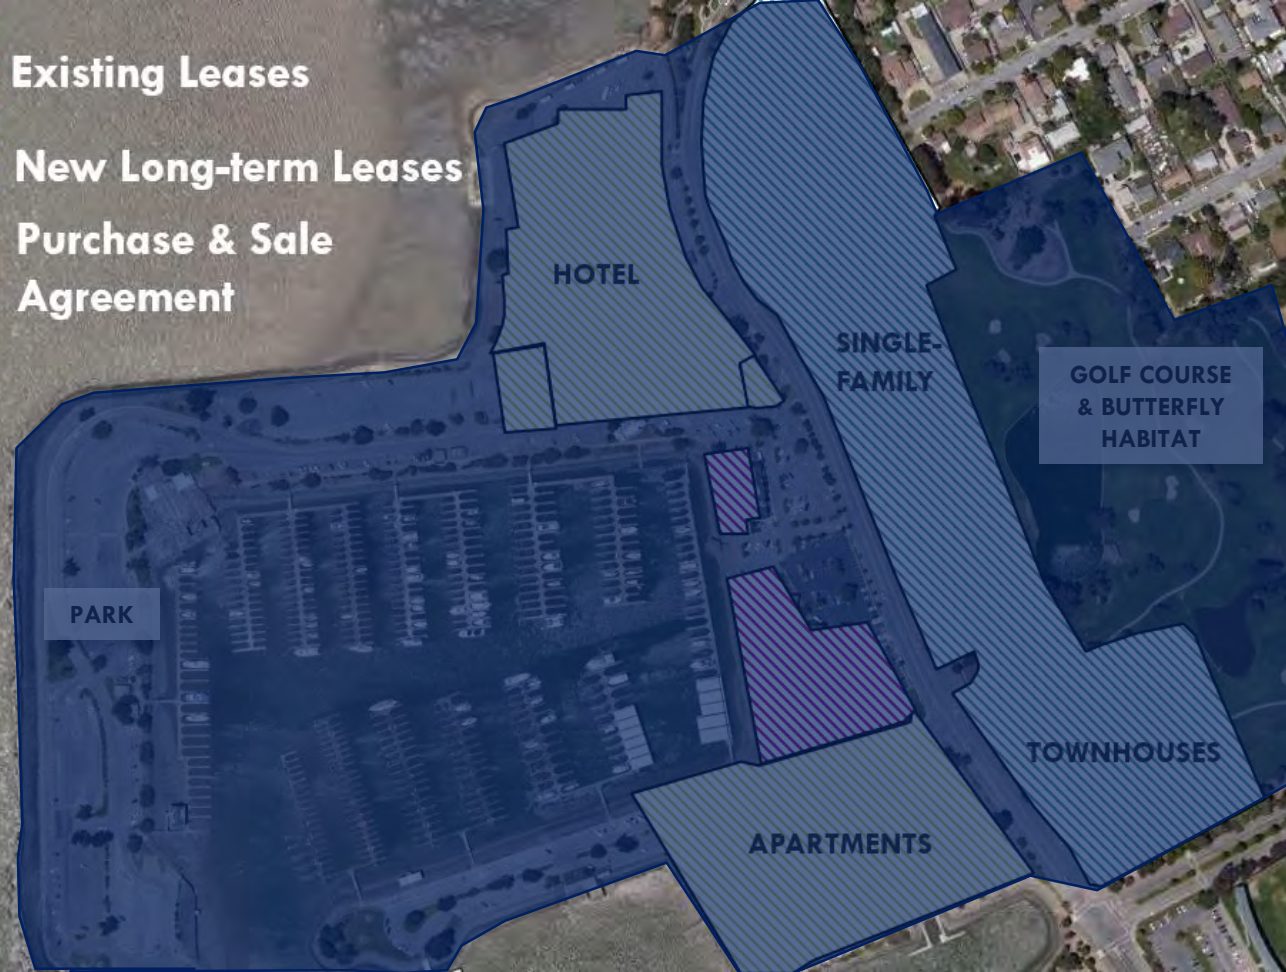 Existing Leases
New Long-term Leases
Purchase & Sale
Agreement
HOTEL
SINGLE-
FAMILY
GOLF COURSE
& BUTTERFLY
HABITAT
PARK
TOWNHOUSES
APARTMENTS